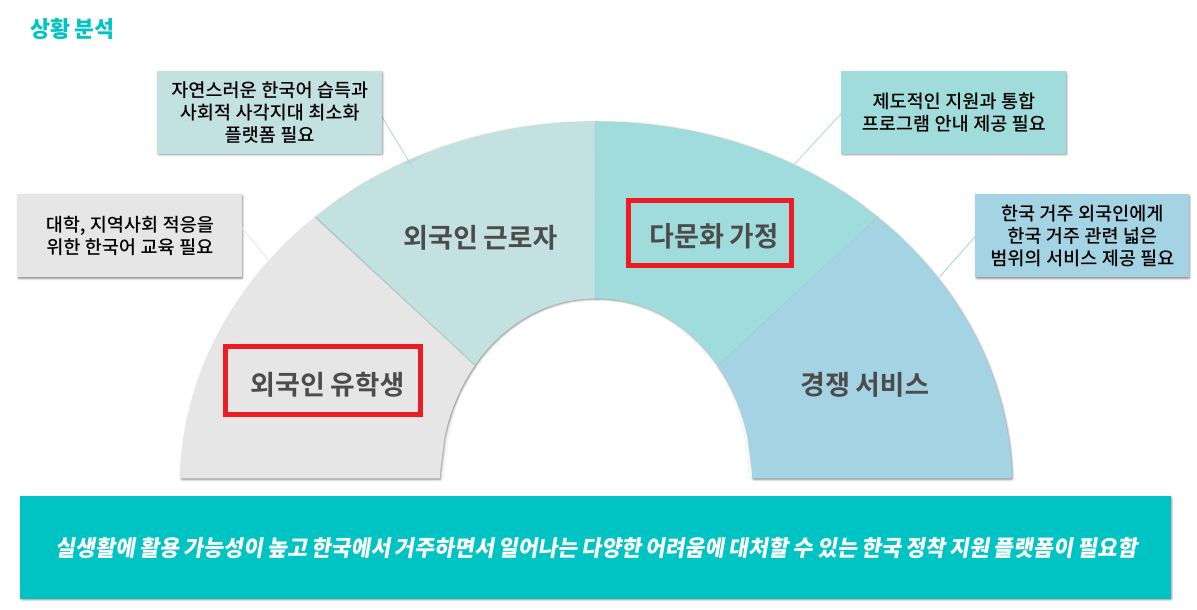 상황 분석
자연스러운 한국어 습득과
사회적 사각지대 최소화
플랫폼 필요
제도적인 지원과 통합
프로그램 안내 제공 필요
대학, 지역사회 적응을
위한 한국어 교육 필요
한국 거주 외국인에게
한국 거주 관련 넓은
범위의 서비스 제공 필요
외국인 근로자
다문화 가정
외국인 유학생
경쟁 서비스
실생활에 활용 가능성이 높고 한국에서 거주하면서 일어나는 다양한 어려움에 대처할 수 있는 한국 정착 지원 플랫폼이 필요함